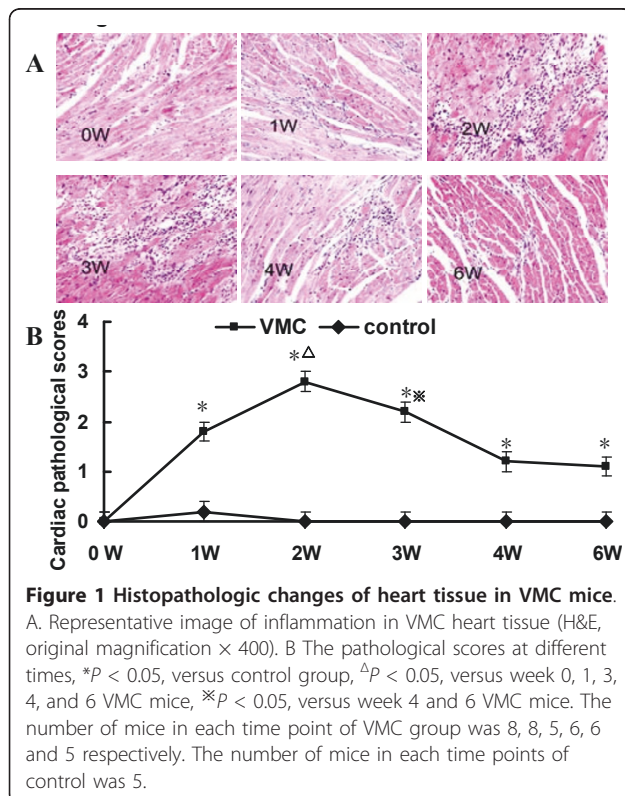 A
0W
1W
2W
3W
4W
6W
B
Cardiac pathological scores
4
3
2
1
0
VMC
control
*
*Δ
*※
*
*
0 W
1W
2W
3W
4W
6W
Figure 1 Histopathologic changes of heart tissue in VMC mice.
A. Representative image of inflammation in VMC heart tissue (H&E,
original magnification × 400). B The pathological scores at different
times, *P < 0.05, versus control group, ΔP < 0.05, versus week 0, 1, 3,
4, and 6 VMC mice, ※P < 0.05, versus week 4 and 6 VMC mice. The
number of mice in each time point of VMC group was 8, 8, 5, 6, 6
and 5 respectively. The number of mice in each time points of
control was 5.